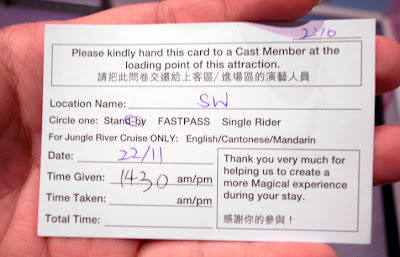 2:10
Please kindly hand this card to a Cast Member at the
loading point of this attraction.
請把此問卷交還給上客區/進場區的演藝人員
Location Name: SW
Circle one: Stand-by FASTPASS Single Rider
For Jungle River Cruise ONLY: English/Cantonese/Mandarin
Date: 22/11
Time Given: 1430 am/pm
Time Taken: am/pm
Total Time:
Thank you very much for
helping us to create a
more Magical experience
during your stay.
感謝你的參與!